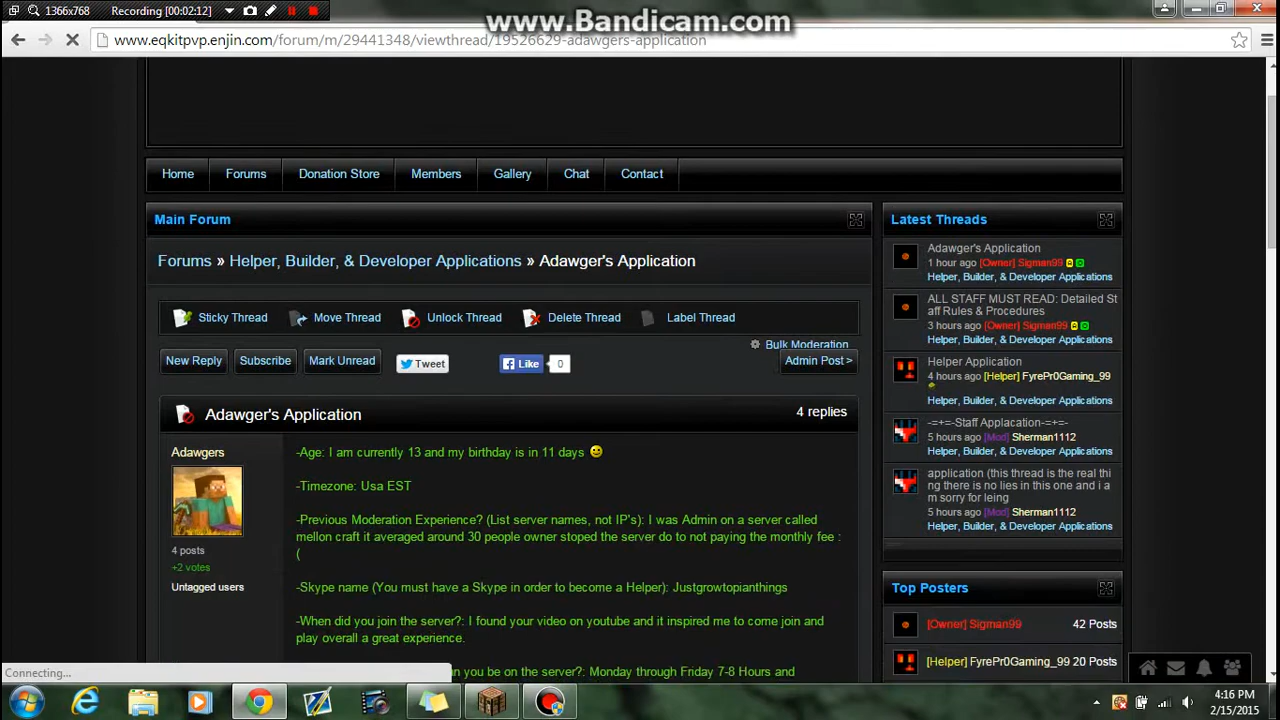 1366x768 Recording [00:02:12]
www.Bandicam.com
www.eqkitpvp.enjin.com/forum/m/29441348/viewthread/19526629-adawgers-application
Home Forums Donation Store Members Gallery Chat Contact
Main Forum
Forums » Helper, Builder, & Developer Applications » Adawger's Application
Sticky Thread Move Thread Unlock Thread Delete Thread Label Thread
Bulk Moderation
New Reply Subscribe Mark Unread Tweet Like 0 Admin Post >
Adawger's Application 4 replies
Adawgers
4 posts
+2 votes
Untagged users
-Age: I am currently 13 and my birthday is in 11 days
-Timezone: Usa EST
-Previous Moderation Experience? (List server names, not IP's): I was Admin on a server called
mellon craft it averaged around 30 people owner stoped the server do to not paying the monthly fee :
(
-Skype name (You must have a Skype in order to become a Helper): Justgrowtopianthings
-When did you join the server?: I found your video on youtube and it inspired me to come join and
play overall a great experience.
an you be on the server?: Monday through Friday 7-8 Hours and
Latest Threads
Adawger's Application
1 hour ago [Owner] Sigman99
Helper, Builder, & Developer Applications
ALL STAFF MUST READ: Detailed St
aff Rules & Procedures
3 hours ago [Owner] Sigman99
Helper, Builder, & Developer Applications
Helper Application
4 hours ago [Helper] FyrePr0Gaming_99
Helper, Builder, & Developer Applications
-=+=-Staff Applacation-=+=-
5 hours ago [Mod] Sherman1112
Helper, Builder, & Developer Applications
application (this thread is the real thi
ng there is no lies in this one and i a
m sorry for leing
5 hours ago [Mod] Sherman1112
Helper, Builder, & Developer Applications
Top Posters
[Owner] Sigman99 42 Posts
[Helper] FyrePr0Gaming_99 20 Posts
Connecting...
4:16 PM
2/15/2015